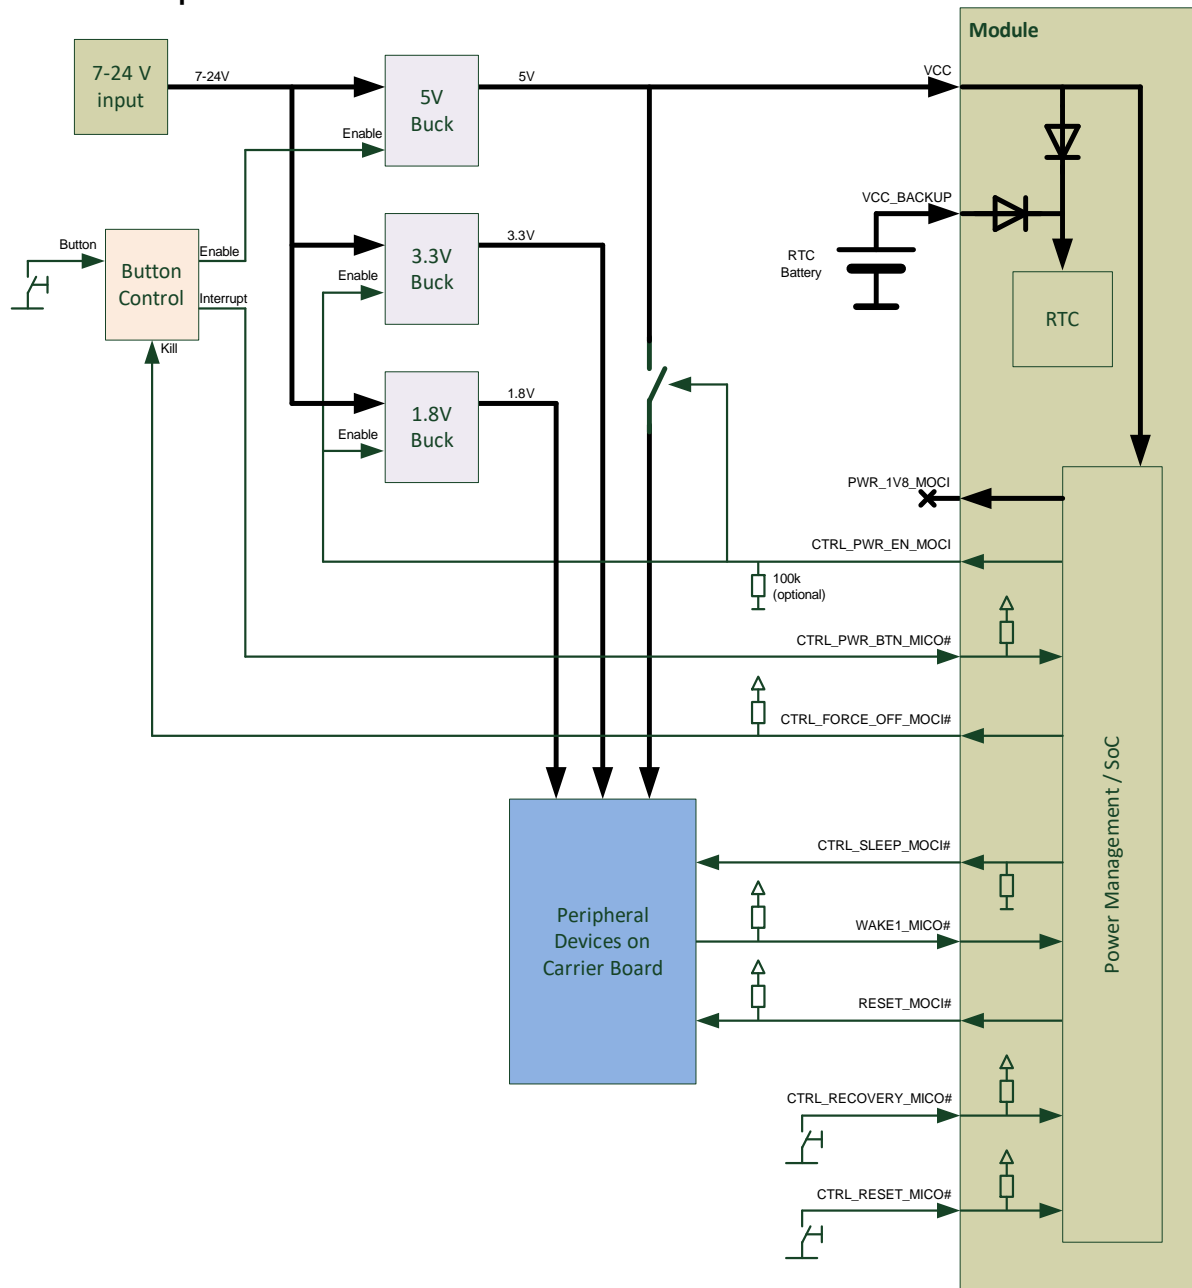 Module
7-24 V
input
7-24V
5V
Buck
5V
VCC
Enable
VCC_BACKUP
Button
Enable
Button
Control
Interrupt
Kill
3.3V
Buck
3.3V
Enable
RTC
Battery
RTC
1.8V
Buck
1.8V
Enable
PWR_1V8_MOCI
CTRL_PWR_EN_MOCI
100k
(optional)
CTRL_PWR_BTN_MICO#
CTRL_FORCE_OFF_MOCI#
Power Management / SoC
Peripheral
Devices on
Carrier Board
CTRL_SLEEP_MOCI#
WAKE1_MICO#
RESET_MOCI#
CTRL_RECOVERY_MICO#
CTRL_RESET_MICO#